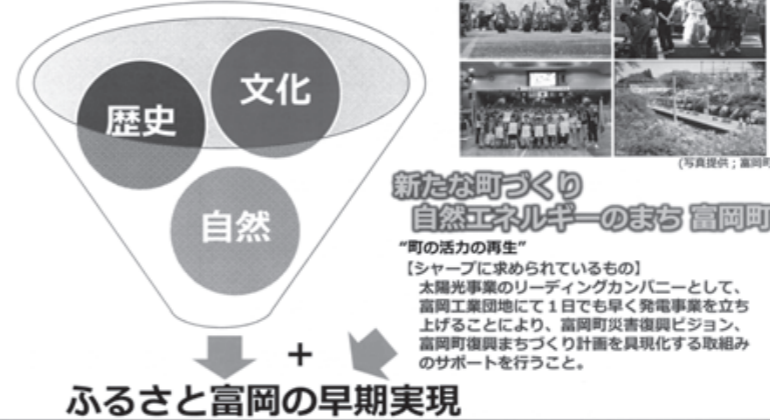 文化
歴史
自然
(写真提供；富岡町
新たな町づくり
自然エネルギーのまち 富岡町
“町の活力の再生”
【シャープに求められているもの】
太陽光事業のリーディングカンパニーとして、
富岡工業団地にて１日でも早く発電事業を立ち
上げることにより、富岡町災害復興ビジョン、
富岡町復興まちづくり計画を具現化する取組み
のサポートを行うこと。
+
ふるさと富岡の早期実現